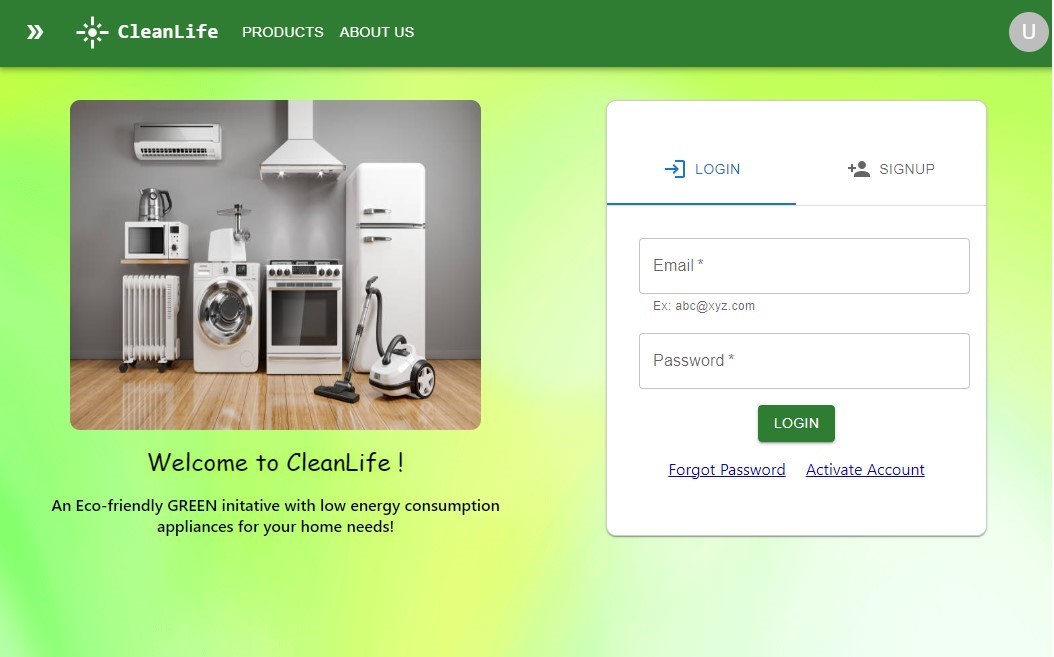 CleanLife PRODUCTS ABOUT US U
LOGIN SIGNUP
Email *
Ex: abc@xyz.com
Password *
LOGIN
Forgot Password Activate Account
Welcome to CleanLife !
An Eco-friendly GREEN initative with low energy consumption
appliances for your home needs!